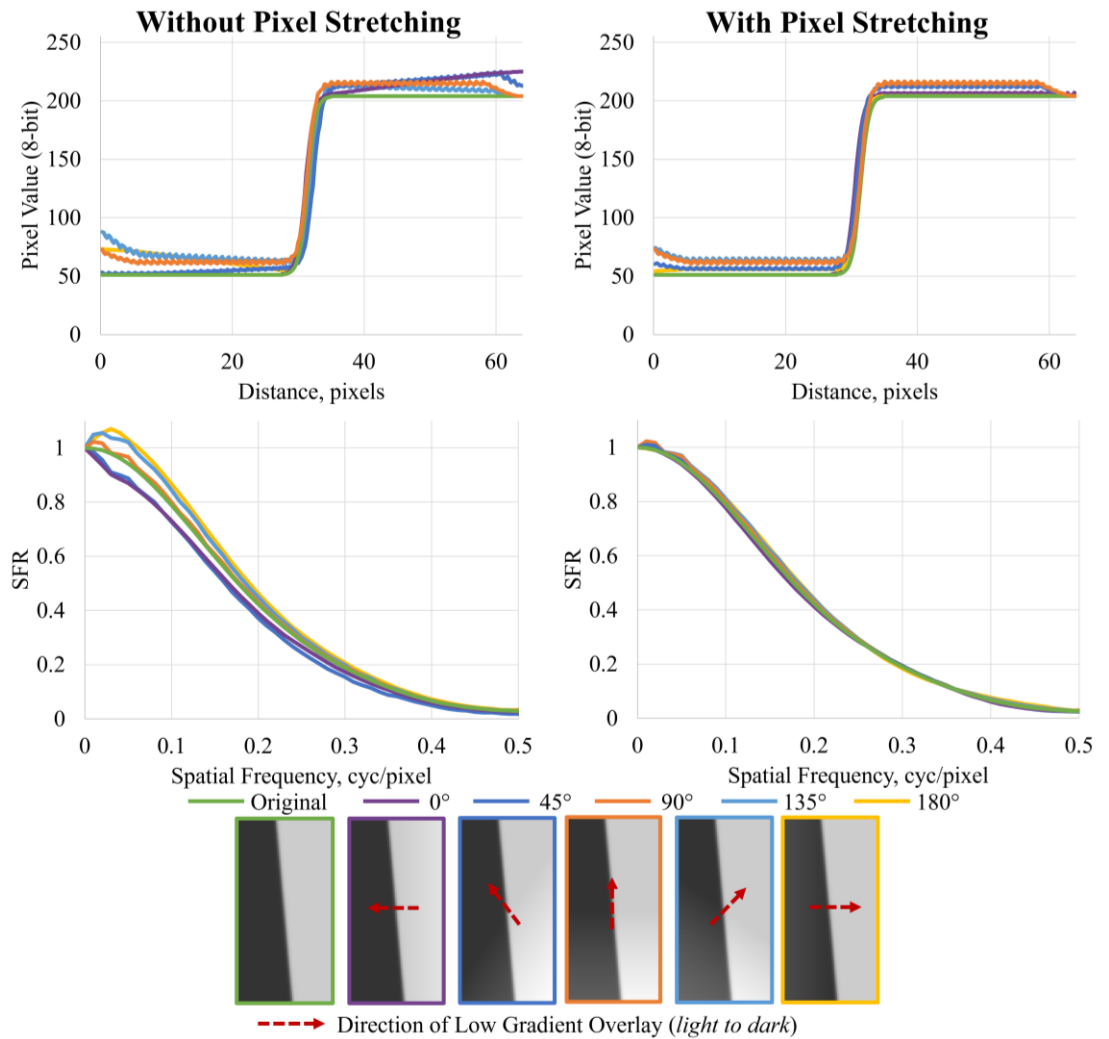 Without Pixel Stretching
With Pixel Stretching
250
200
150
100
50
0
Pixel Value (8-bit)
0 20 40 60
Distance, pixels
250
200
150
100
50
0
Pixel Value (8-bit)
0 20 40 60
Distance, pixels
1
0.8
0.6
0.4
0.2
0
SFR
0 0.1 0.2 0.3 0.4 0.5
Spatial Frequency, cyc/pixel
1
0.8
0.6
0.4
0.2
0
SFR
0 0.1 0.2 0.3 0.4 0.5
Spatial Frequency, cyc/pixel
Original 0° 45° 90° 135° 180°
Direction of Low Gradient Overlay (light to dark)